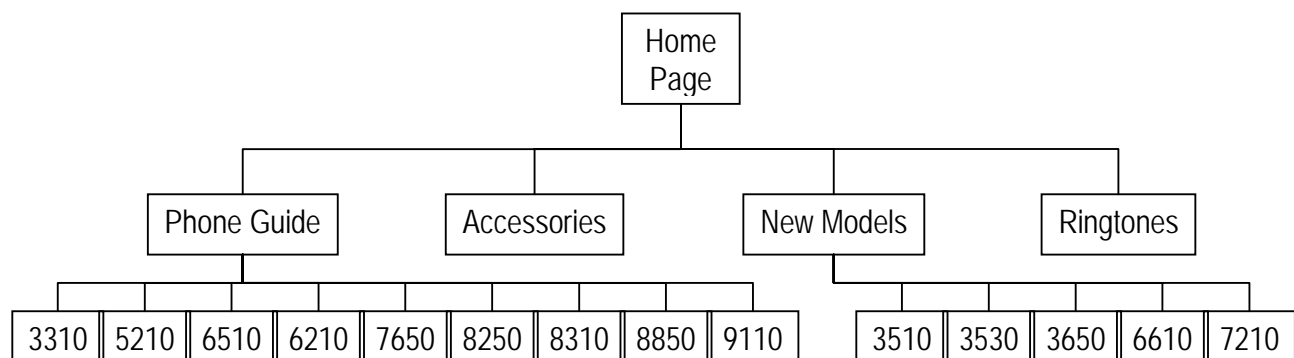 Home
Page
Phone Guide Accessories New Models Ringtones
3310 5210 6510 6210 7650 8250 8310 8850 9110 3510 3530 3650 6610 7210